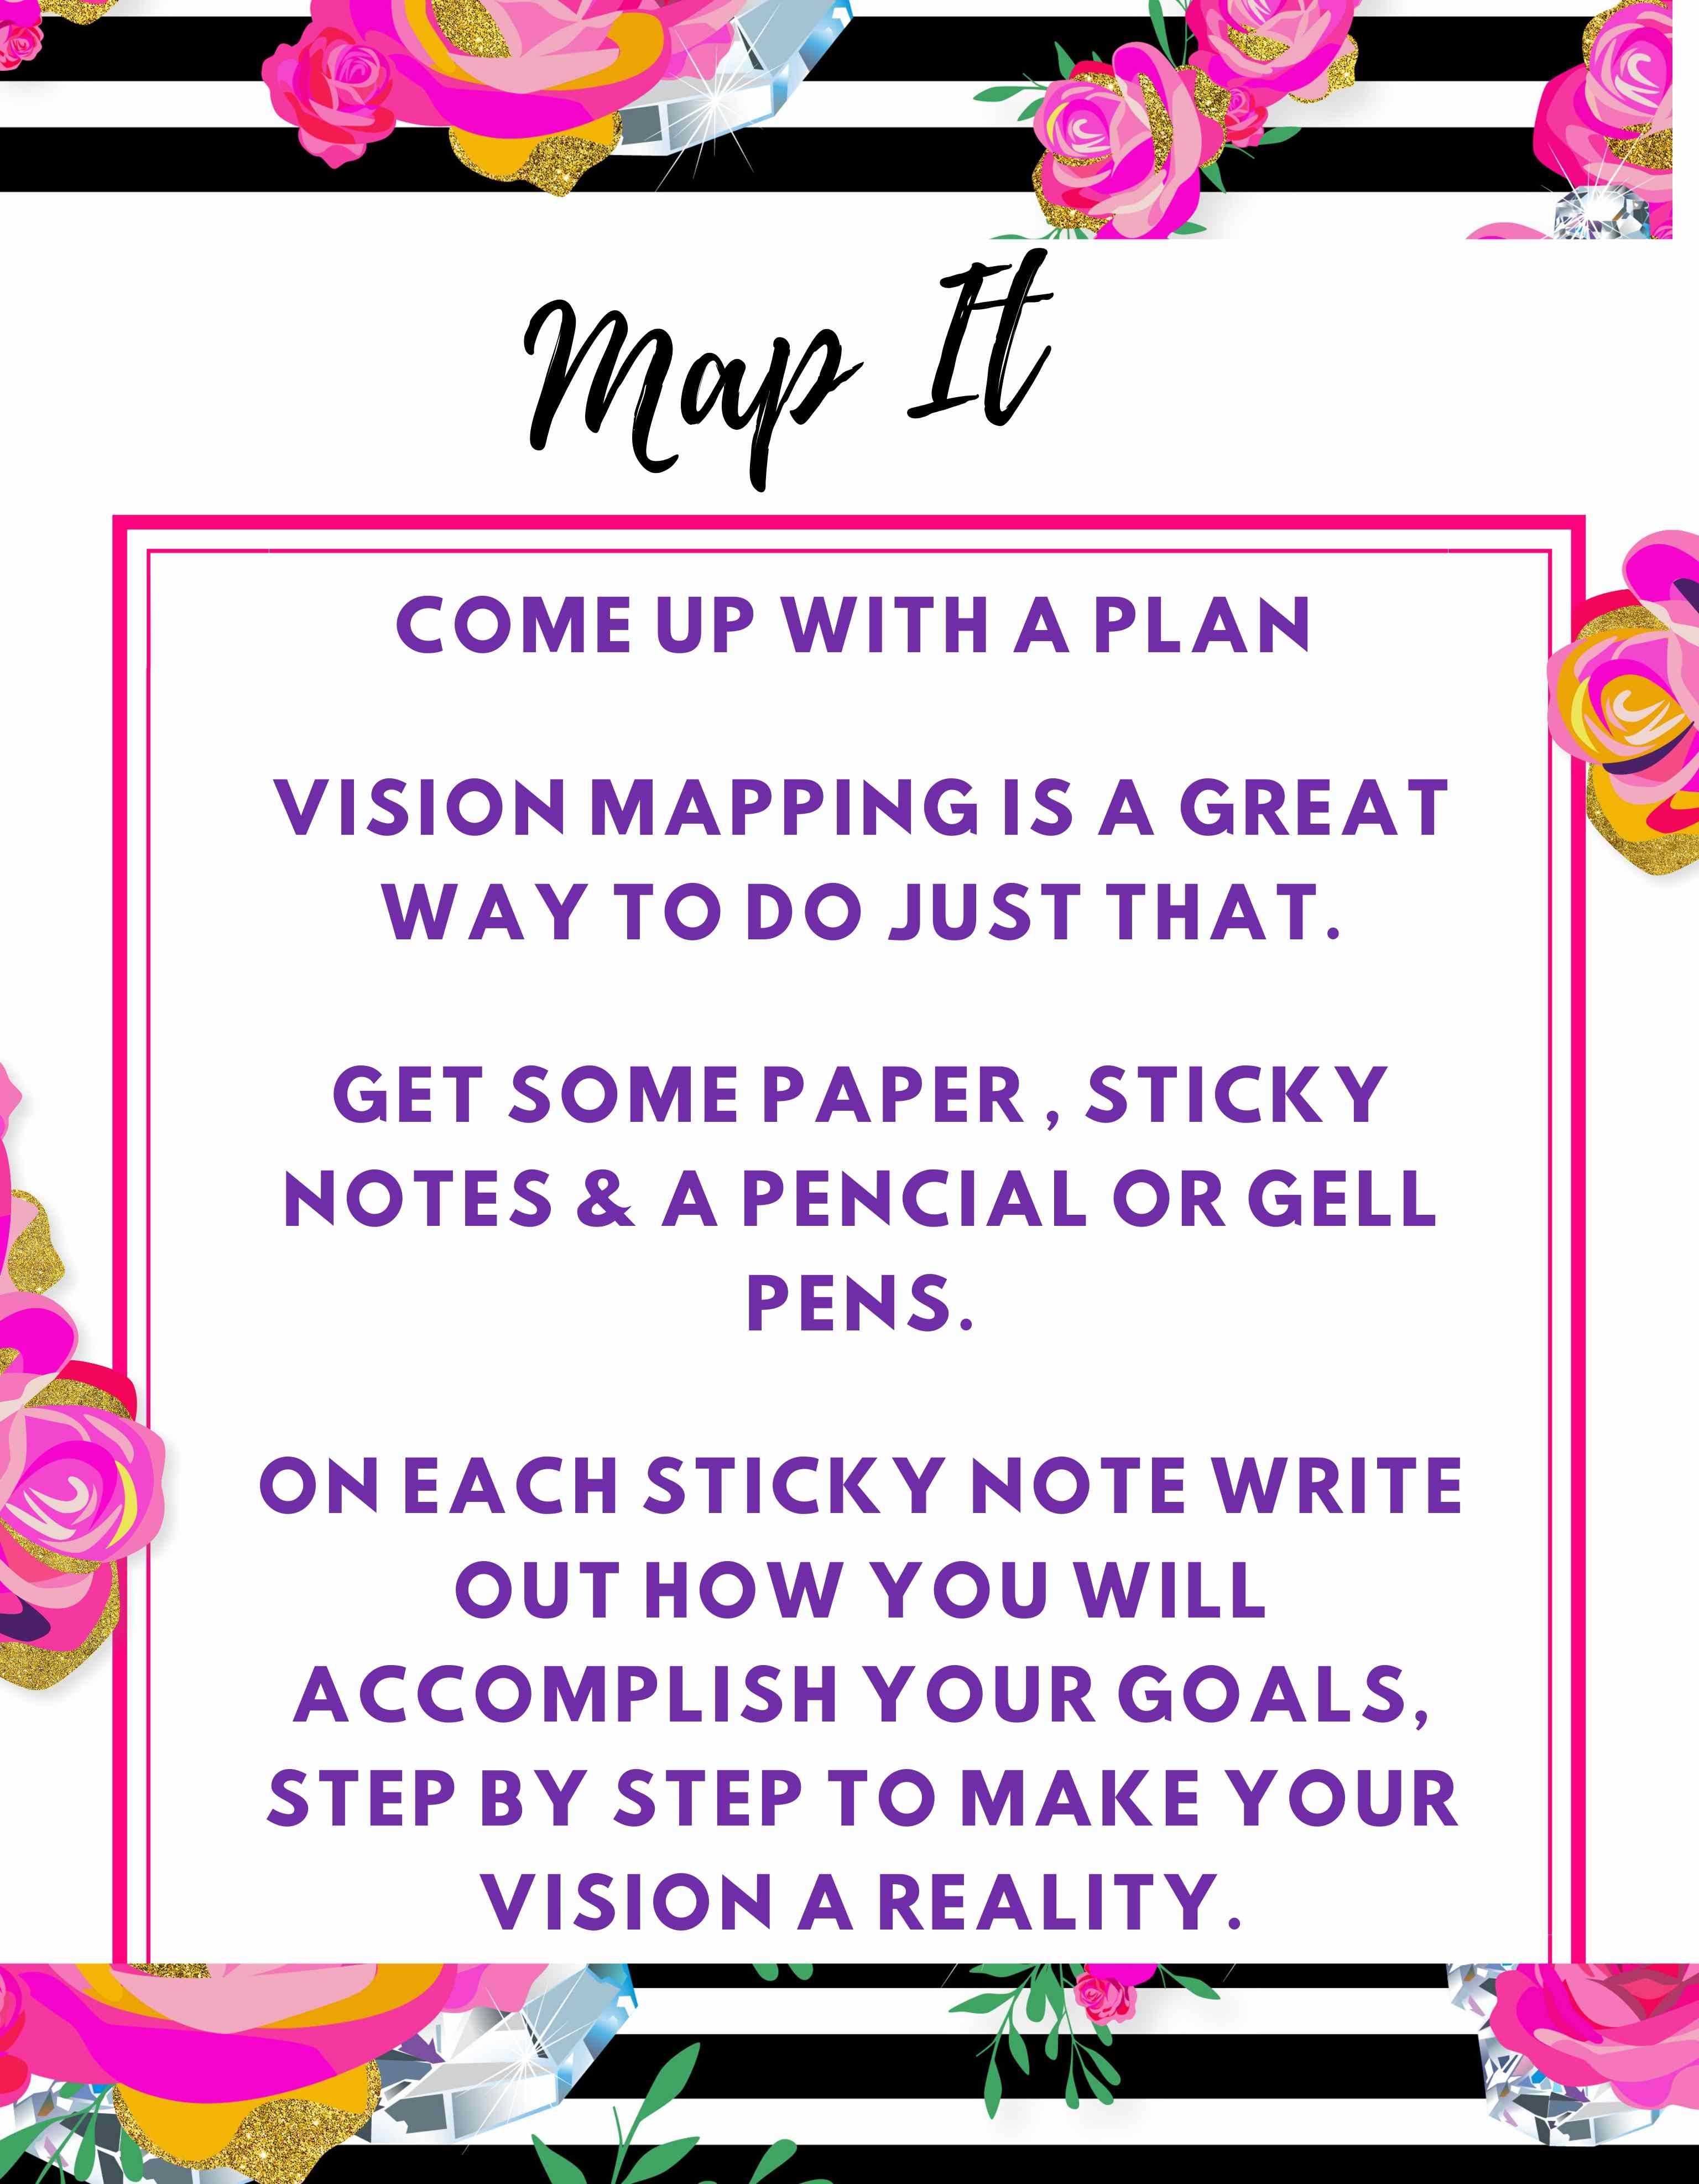 Map It
COME UP WITH A PLAN
VISION MAPPING IS A GREAT
WAY TO DO JUST THAT.
GET SOME PAPER , STICKY
NOTES & A PENCIAL OR GELL
PENS.
ON EACH STICKY NOTE WRITE
OUT HOW YOU WILL
ACCOMPLISH YOUR GOALS,
STEP BY STEP TO MAKE YOUR
VISION A REALITY.